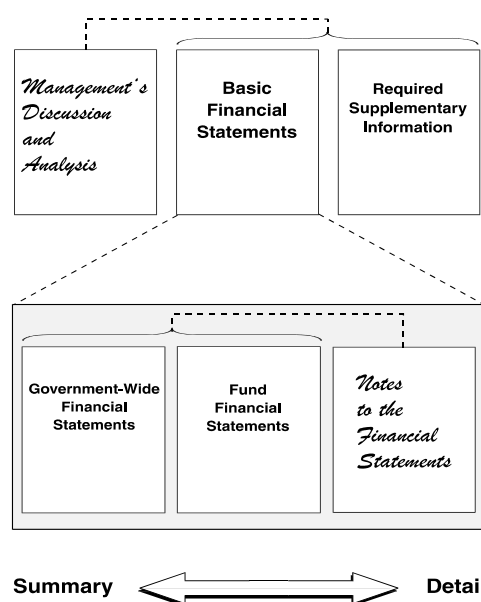 Management's
Discussion
and
Analysis
Basic
Financial
Statements
Required
Supplementary
Information
Government-Wide
Financial
Statements
Fund
Financial
Statements
Notes
to the
Financial
Statements
Summary
Detai